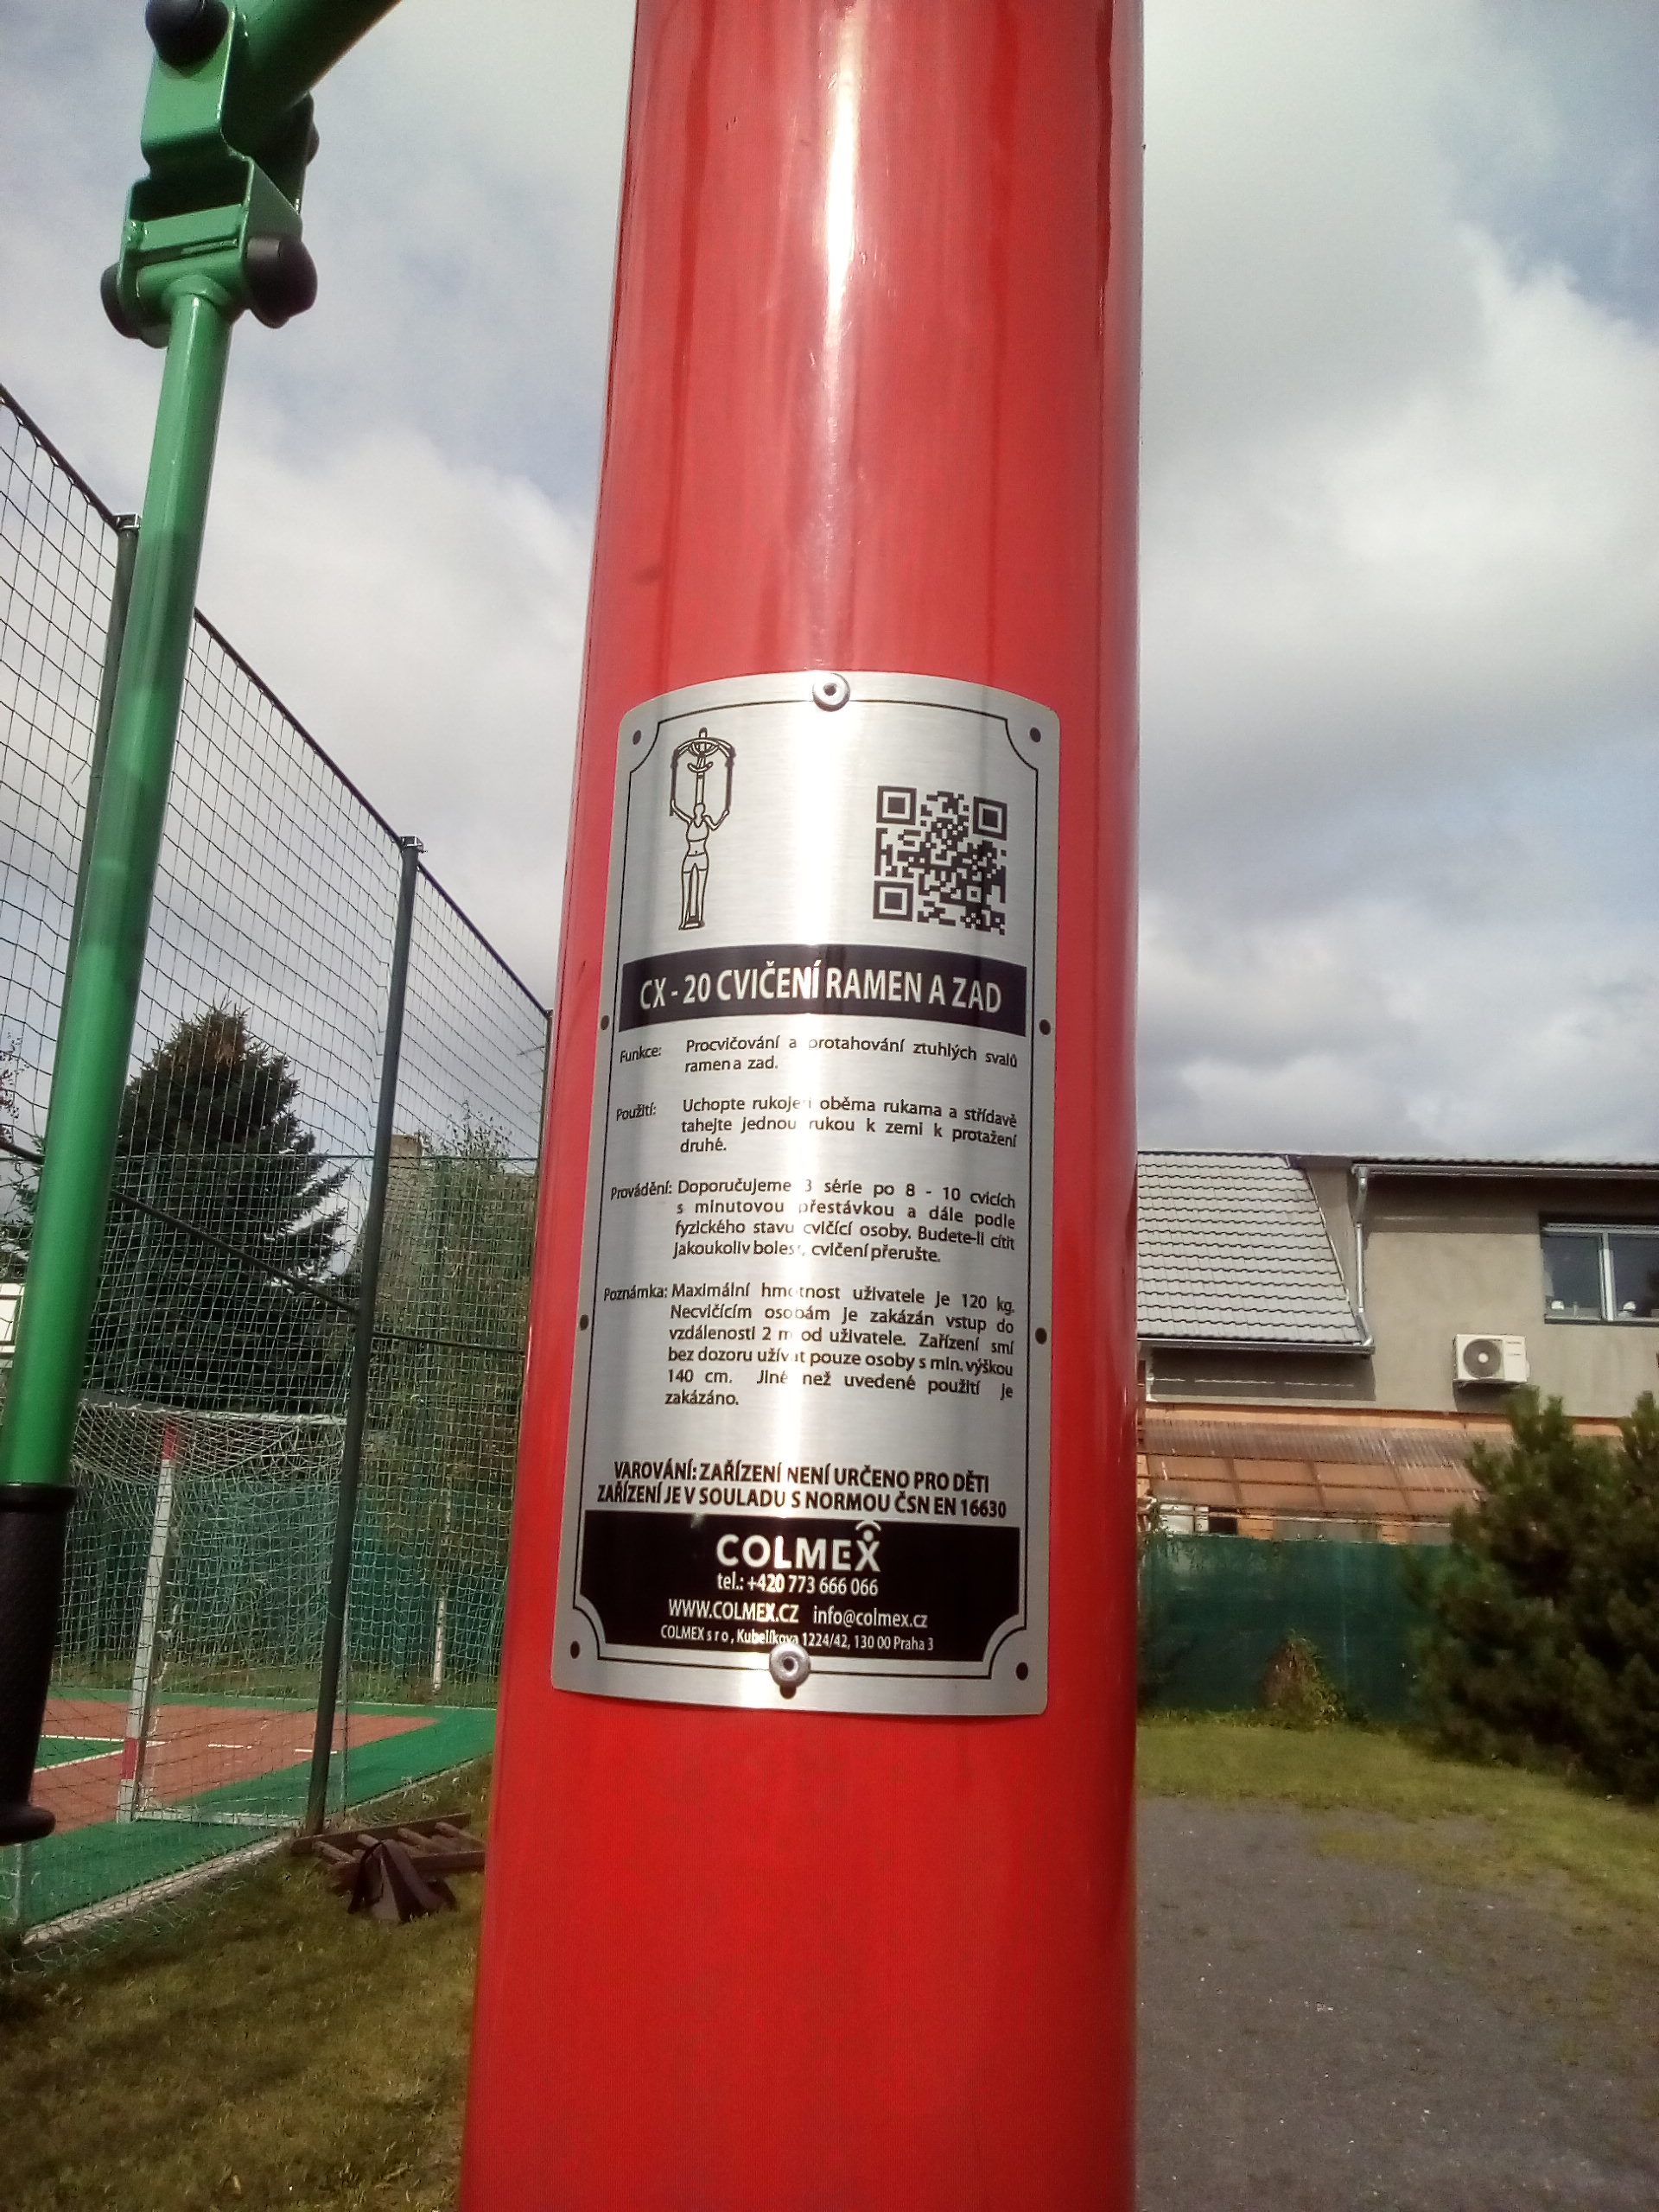 CX - 20 CVIČENÍ RAMEN A ZAD
Funkce: Procvičování a protahování ztuhlých svalů
ramen a zad.
Použití: Uchopte rukojeti oběma rukama a střídavě
tahejte jednou rukou k zemi k protažení
druhé.
Provádění: Doporučujeme 3 série po 8 - 10 cvicích
s minutovou přestávkou a dále podle
fyzického stavu cvičící osoby. Budete-li cítit
jakoukoliv bolest, cvičení přerušte.
Poznámka: Maximální hmotnost uživatele je 120 kg.
Necvičícím osobám je zakázán vstup do
vzdálenosti 2 m od uživatele. Zařízení smí
bez dozoru užívat pouze osoby s min. výškou
140 cm. Jiné než uvedené použití je
zakázáno.
VAROVÁNÍ: ZAŘÍZENÍ NENÍ URČENO PRO DĚTI
ZAŘÍZENÍ JE V SOULADU S NORMOU ČSN EN 16630
COLMEX
tel.: +420 773 666 066
WWW.COLMEX.CZ info@colmex.cz
COLMEX s r o , Kubelíkova 1224/42, 130 00 Praha 3